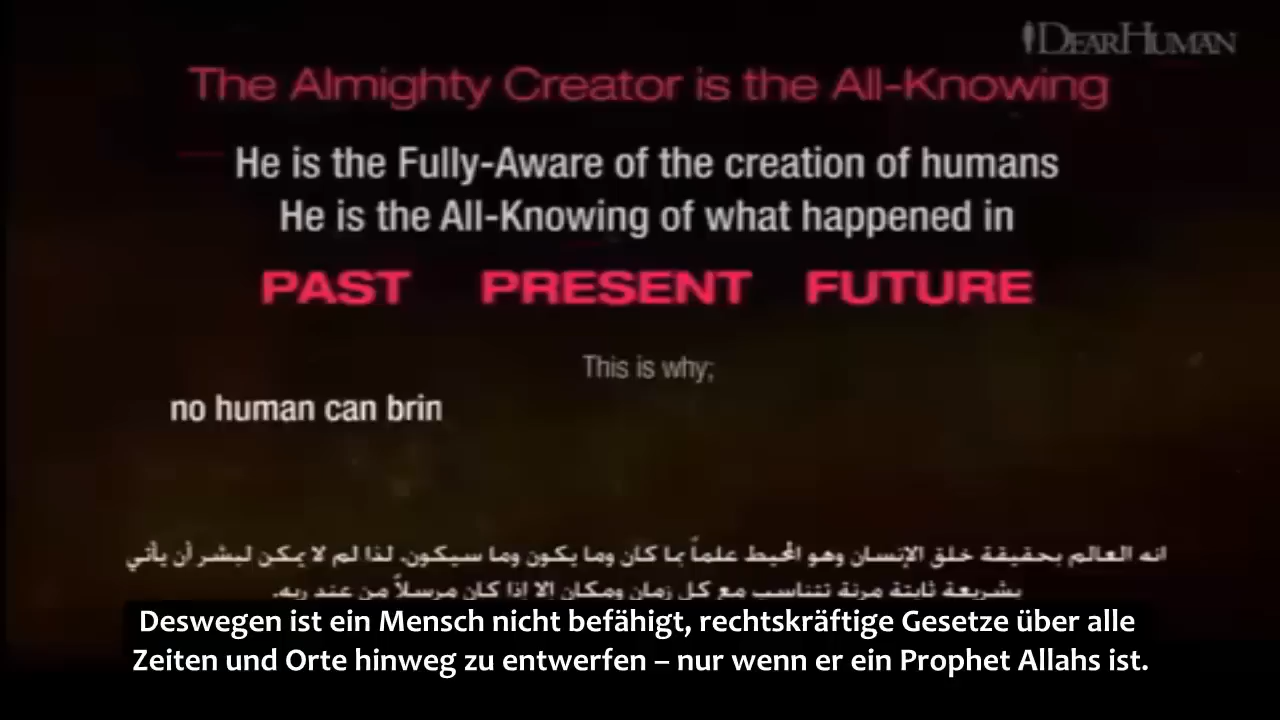 DEARHUMAN
The Almighty Creator is the All-Knowing
He is the Fully-Aware of the creation of humans
He is the All-Knowing of what happened in
PAST PRESENT FUTURE
This is why;
no human can brin
انه العالم بحقيقة خلق الإنسان وهو المحيط علماً بما كان وما يكون وما سيكون. لذا لم لا يمكن لبشر أن يأتي
بشريعة ثابتة مرنة تتناسب مع كل زمان ومكان إلا إذا كان مرسلاً من عند ربه.
Deswegen ist ein Mensch nicht befähigt, rechtskräftige Gesetze über alle
Zeiten und Orte hinweg zu entwerfen – nur wenn er ein Prophet Allahs ist.